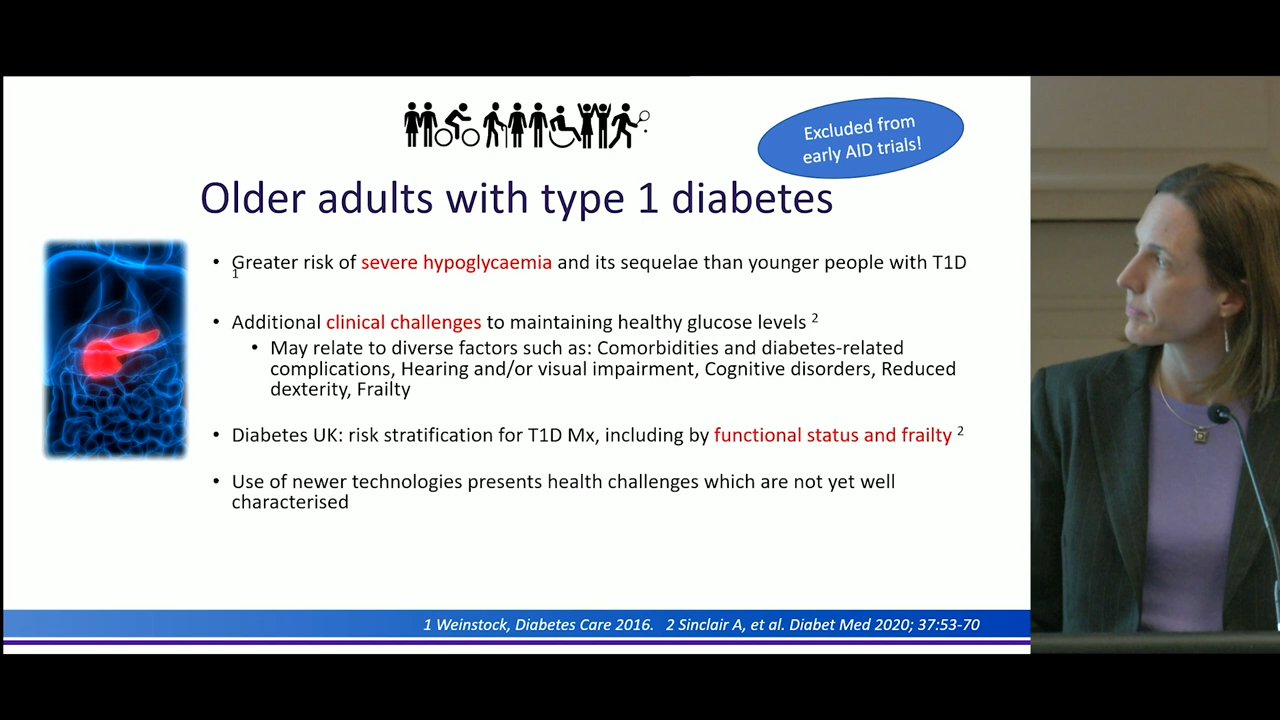 Excluded from
early AID trials!
Older adults with type 1 diabetes
• Greater risk of severe hypoglycaemia and its sequelae than younger people with T1D
1
• Additional clinical challenges to maintaining healthy glucose levels 2
• May relate to diverse factors such as: Comorbidities and diabetes-related
complications, Hearing and/or visual impairment, Cognitive disorders, Reduced
dexterity, Frailty
• Diabetes UK: risk stratification for T1D Mx, including by functional status and frailty 2
• Use of newer technologies presents health challenges which are not yet well
characterised
1 Weinstock, Diabetes Care 2016. 2 Sinclair A, et al. Diabet Med 2020; 37:53-70